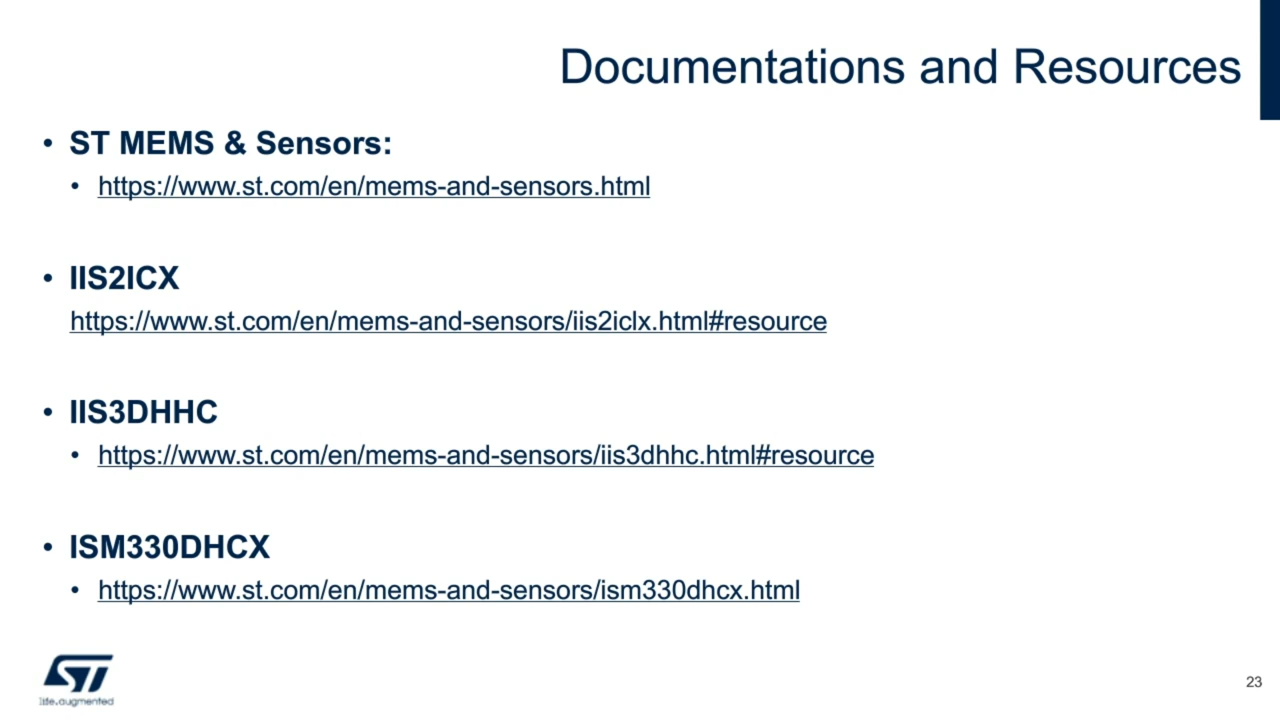 Documentations and Resources
• ST MEMS & Sensors:
• https://www.st.com/en/mems-and-sensors.html
• IIS2ICX
https://www.st.com/en/mems-and-sensors/iis2iclx.html#resource
• IIS3DHHC
• https://www.st.com/en/mems-and-sensors/iis3dhhc.html#resource
• ISM330DHCX
• https://www.st.com/en/mems-and-sensors/ism330dhcx.html
ST
life.augmented
23